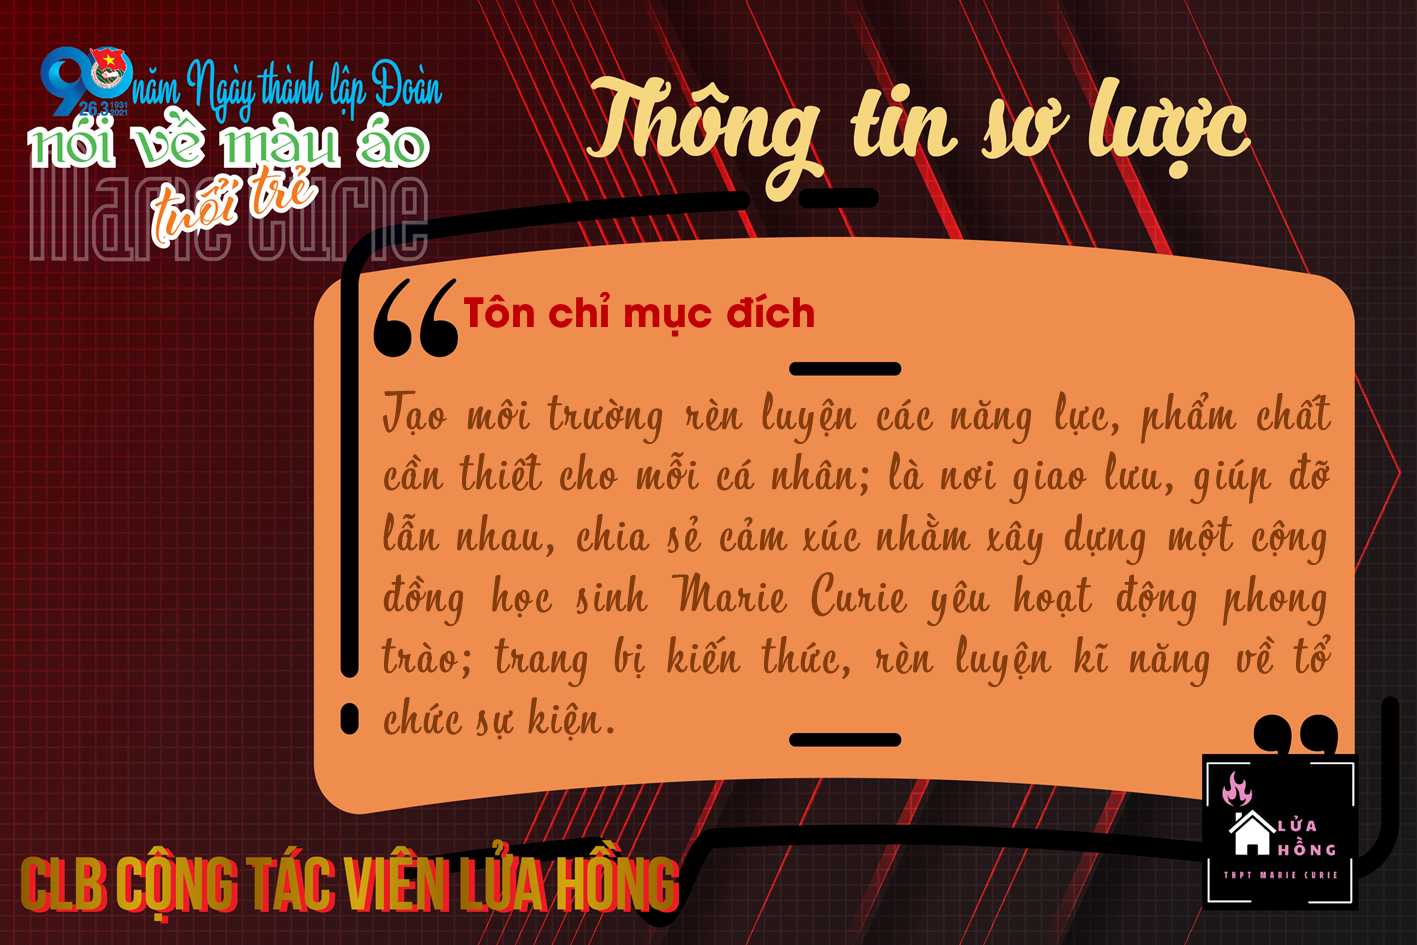 90 năm Ngày thành lập Đoàn
26.3 1931 2021
nói về màu áo
tuổi trẻ
Marie Curie
Thông tin sơ lược
Tôn chỉ mục đích
Tạo môi trường rèn luyện các năng lực, phẩm chất
cần thiết cho mỗi cá nhân; là nơi giao lưu, giúp đỡ
lẫn nhau, chia sẻ cảm xúc nhằm xây dựng một cộng
đồng học sinh Marie Curie yêu hoạt động phong
trào; trang bị kiến thức, rèn luyện kĩ năng về tổ
chức sự kiện.
LỬA
HỒNG
THPT MARIE CURIE
CLB CỘNG TÁC VIÊN LỬA HỒNG